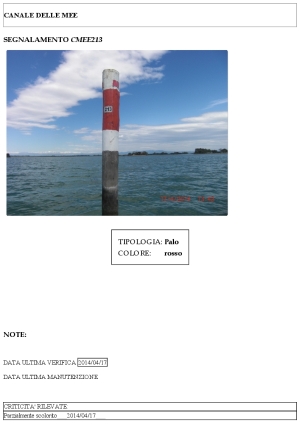 CANALE DELLE MEE
SEGNALAMENTO CMEE213
TIPOLOGIA: Palo
COLORE: rosso
NOTE:
DATA ULTIMA VERIFICA 2014/04/17
DATA ULTIMA MANUTENZIONE
CRITICITA' RILEVATE
Parzialmente scolorito 2014/04/17